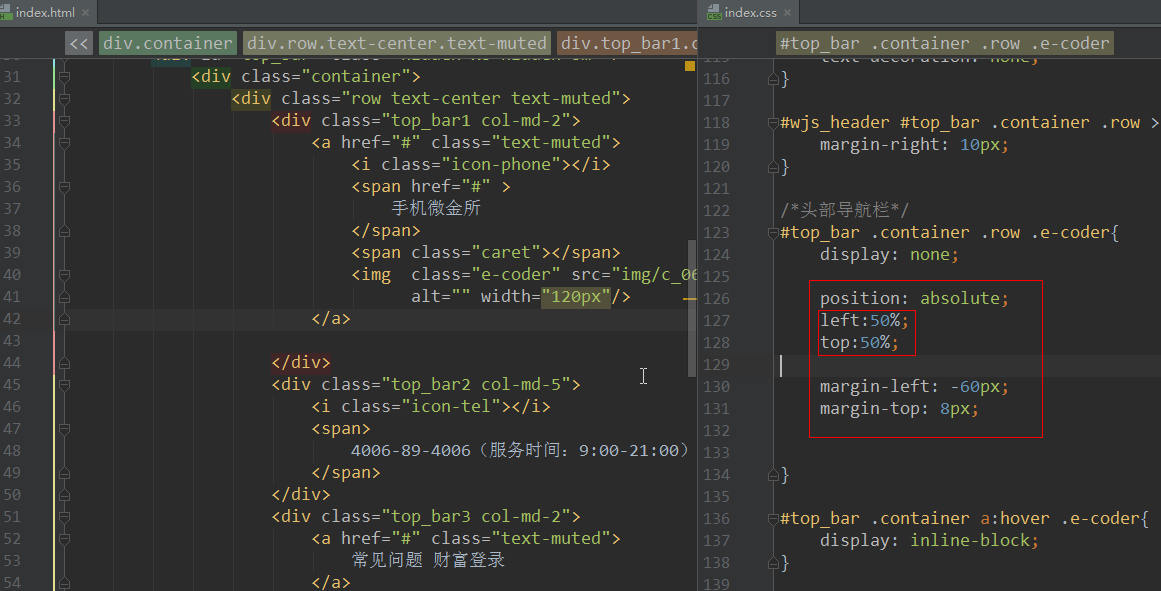 index.html
index.css
<< div.container div.row.text-center.text-muted div.top_bar1.c
#top_bar .container .row .e-coder
31 <div class="container">
32 <div class="row text-center text-muted">
33 <div class="top_bar1 col-md-2">
34 <a href="#" class="text-muted">
35 <i class="icon-phone"></i>
36 <span href="#" >
37 手机微金所
38 </span>
39 <span class="caret"></span>
40 <img class="e-coder" src="img/c_06
41 alt="" width="120px"/>
42 </a>
43
44 </div>
45 <div class="top_bar2 col-md-5">
46 <i class="icon-tel"></i>
47 <span>
48 4006-89-4006（服务时间：9:00-21:00）
49 </span>
50 </div>
51 <div class="top_bar3 col-md-2">
52 <a href="#" class="text-muted">
53 常见问题 财富登录
54 </a>
116 }
117
118 #wjs_header #top_bar .container .row >
119 margin-right: 10px;
120 }
121
122 /*头部导航栏*/
123 #top_bar .container .row .e-coder{
124 display: none;
125
126 position: absolute;
127 left:50%;
128 top:50%;
129
130 margin-left: -60px;
131 margin-top: 8px;
132
133
134 }
135
136 #top_bar .container a:hover .e-coder{
137 display: inline-block;
138 }
139